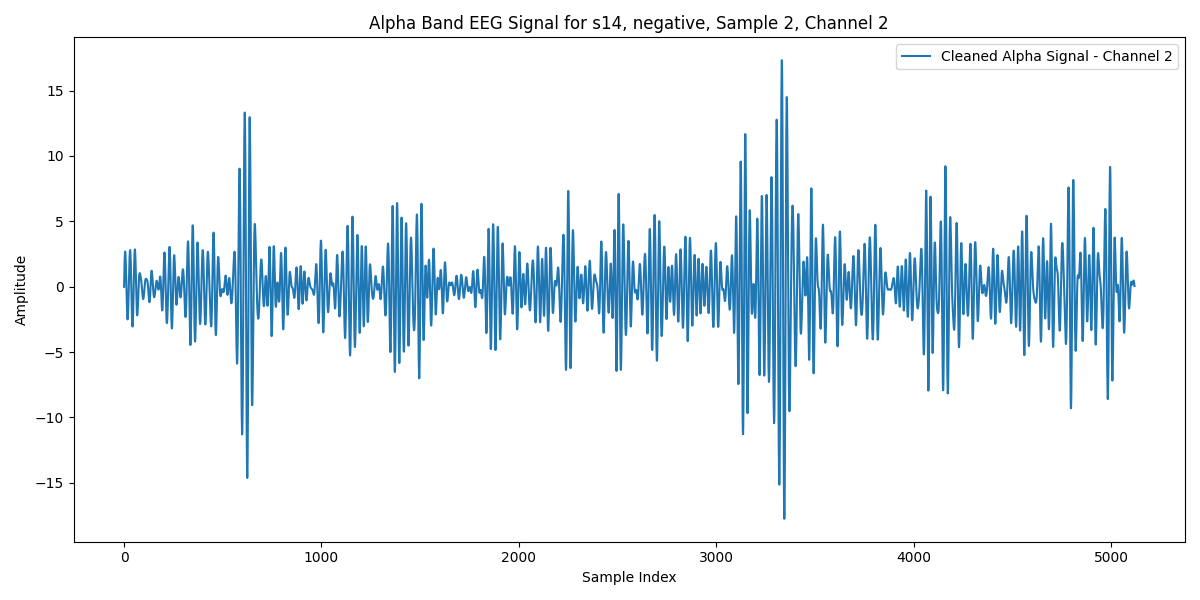 Alpha Band EEG Signal for s14, negative, Sample 2, Channel 2
Cleaned Alpha Signal - Channel 2
Amplitude
15
10
5
0
−5
−10
−15
0 1000 2000 3000 4000 5000
Sample Index